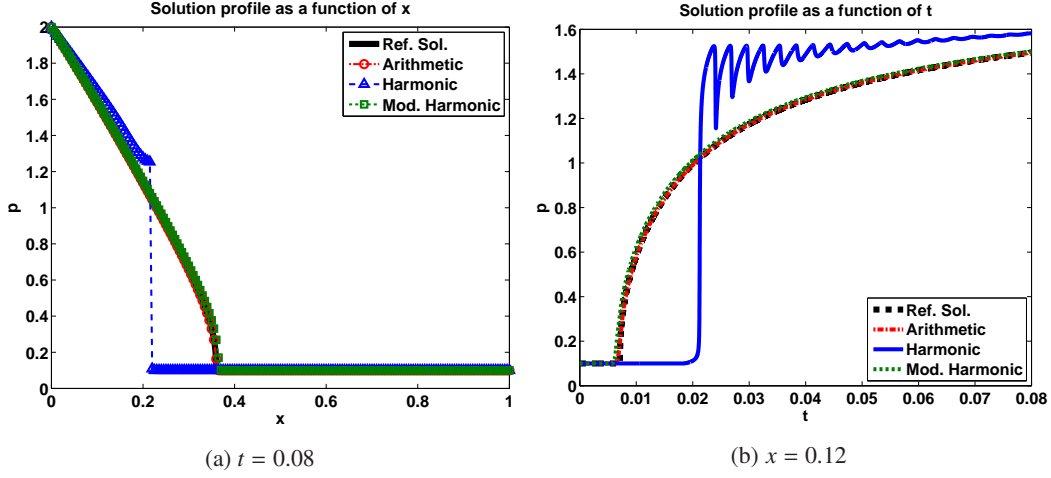 Solution profile as a function of x
2
1.8
1.6
1.4
1.2
1
0.8
0.6
0.4
0.2
0
p
Ref. Sol.
Arithmetic
Harmonic
Mod. Harmonic
0 0.2 0.4 0.6 0.8 1
x
(a) t = 0.08
Solution profile as a function of t
1.6
1.4
1.2
1
0.8
0.6
0.4
0.2
0
p
Ref. Sol.
Arithmetic
Harmonic
Mod. Harmonic
0 0.01 0.02 0.03 0.04 0.05 0.06 0.07 0.08
t
(b) x = 0.12